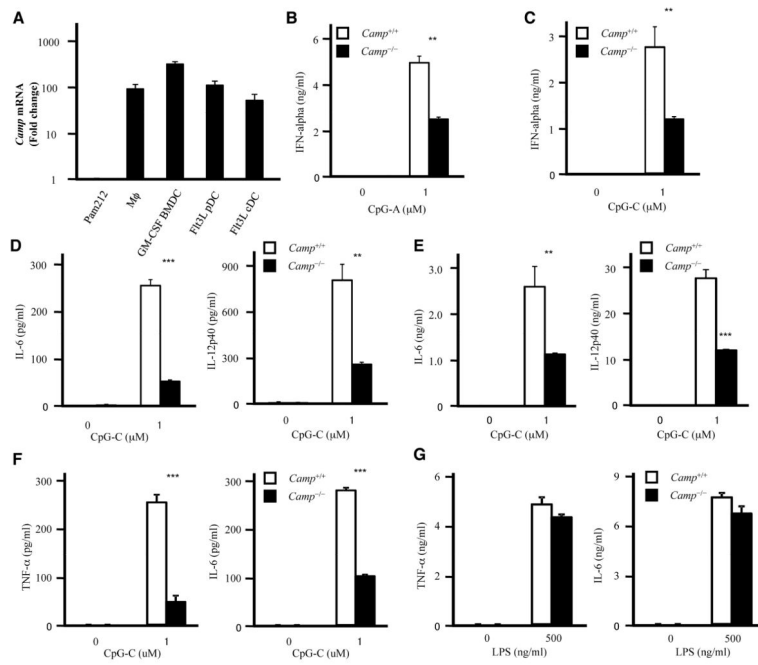 A
Camp mRNA
(Fold change)
1000
100
10
1
Pam212
Mϕ
GM-CSF BMDC
Flt3L pDC
Flt3L cDC
B
Camp+/+
Camp−/−
**
IFN-alpha (ng/ml)
6
4
2
0
0
1
CpG-A (μM)
C
Camp+/+
Camp−/−
**
IFN-alpha (ng/ml)
3
2
1
0
0
1
CpG-C (μM)
D
IL-6 (pg/ml)
300
200
100
0
***
0
1
CpG-C (μM)
Camp+/+
Camp−/−
**
IL-12p40 (pg/ml)
900
600
300
0
0
1
CpG-C (μM)
E
Camp+/+
Camp−/−
**
IL-6 (ng/ml)
3.0
2.0
1.0
0
0
1
CpG-C (μM)
IL-12p40 (ng/ml)
30
20
10
0
***
0
1
CpG-C (μM)
F
TNF-α (pg/ml)
300
200
100
0
***
0
1
CpG-C (uM)
Camp+/+
Camp−/−
***
IL-6 (pg/ml)
300
200
100
0
0
1
CpG-C (uM)
G
TNF-α (ng/ml)
6
4
2
0
0
500
LPS (ng/ml)
Camp+/+
Camp−/−
IL-6 (ng/ml)
9
6
3
0
0
500
LPS (ng/ml)